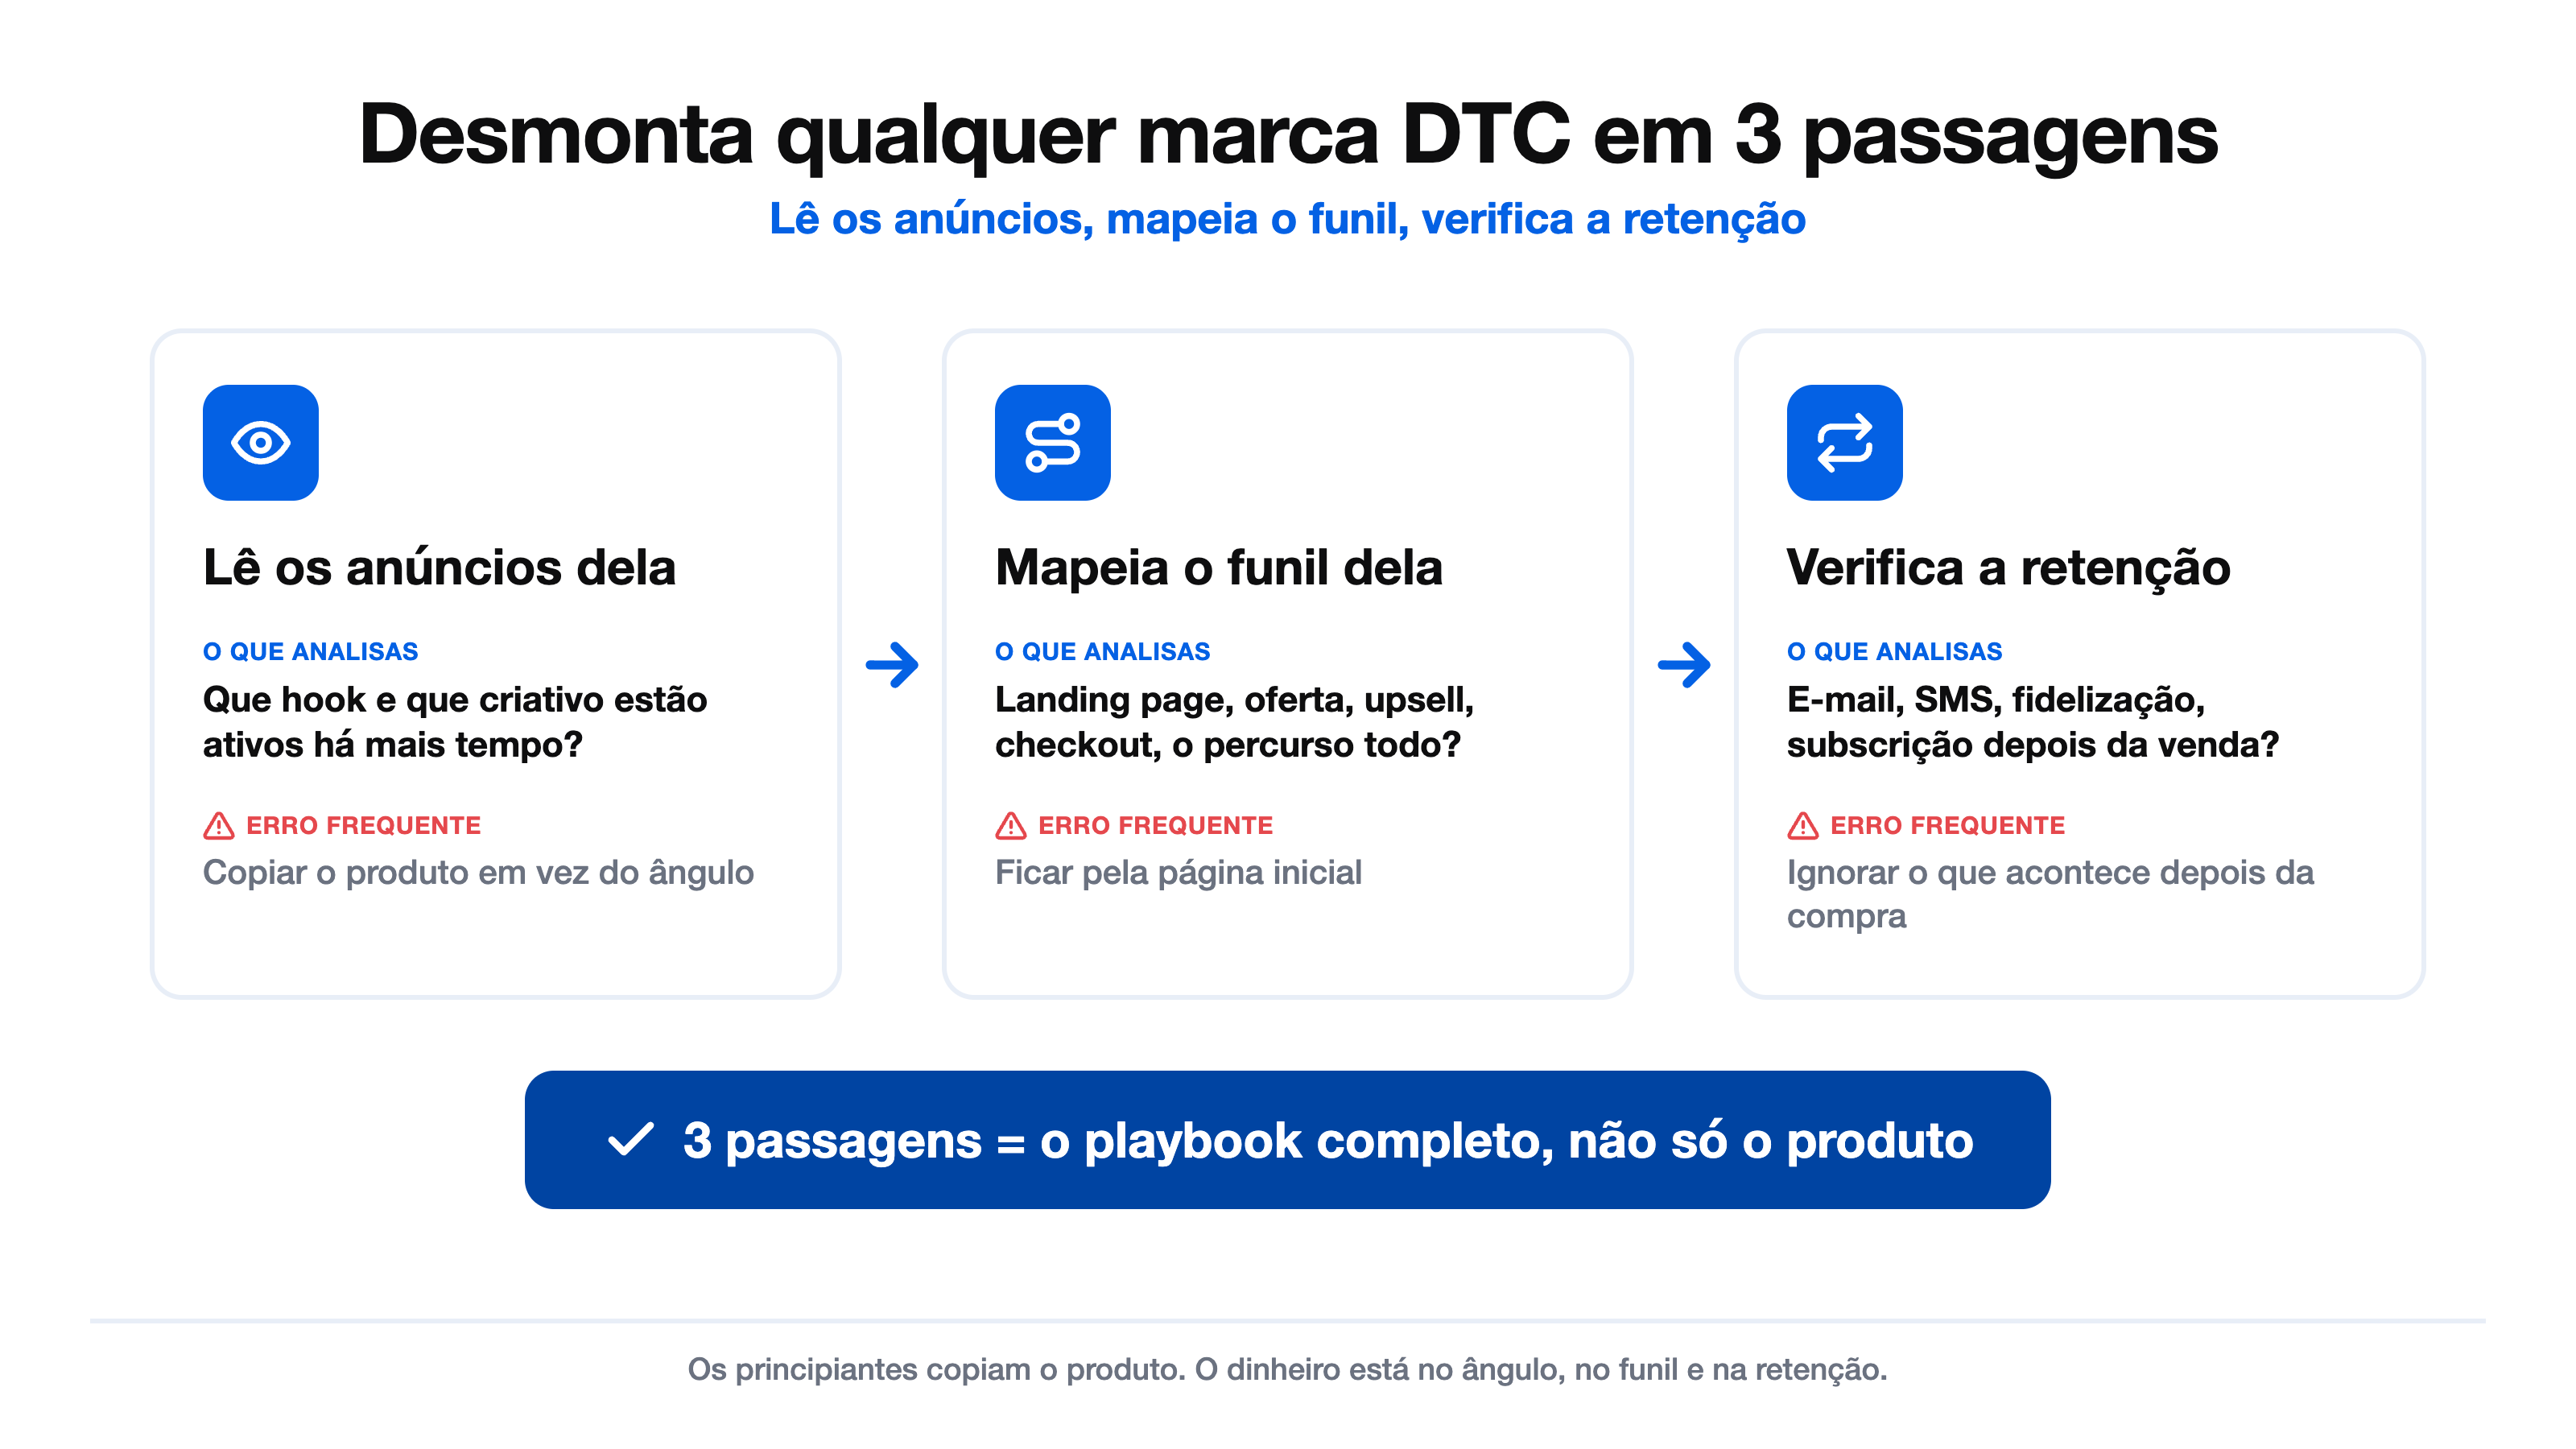 Desmonta qualquer marca DTC em 3 passagens
Lê os anúncios, mapeia o funil, verifica a retenção
Lê os anúncios dela
O QUE ANALISAS
Que hook e que criativo estão
ativos há mais tempo?
ERRO FREQUENTE
Copiar o produto em vez do ângulo
Mapeia o funil dela
O QUE ANALISAS
Landing page, oferta, upsell,
checkout, o percurso todo?
ERRO FREQUENTE
Ficar pela página inicial
Verifica a retenção
O QUE ANALISAS
E-mail, SMS, fidelização,
subscrição depois da venda?
ERRO FREQUENTE
Ignorar o que acontece depois da
compra
3 passagens = o playbook completo, não só o produto
Os principiantes copiam o produto. O dinheiro está no ângulo, no funil e na retenção.